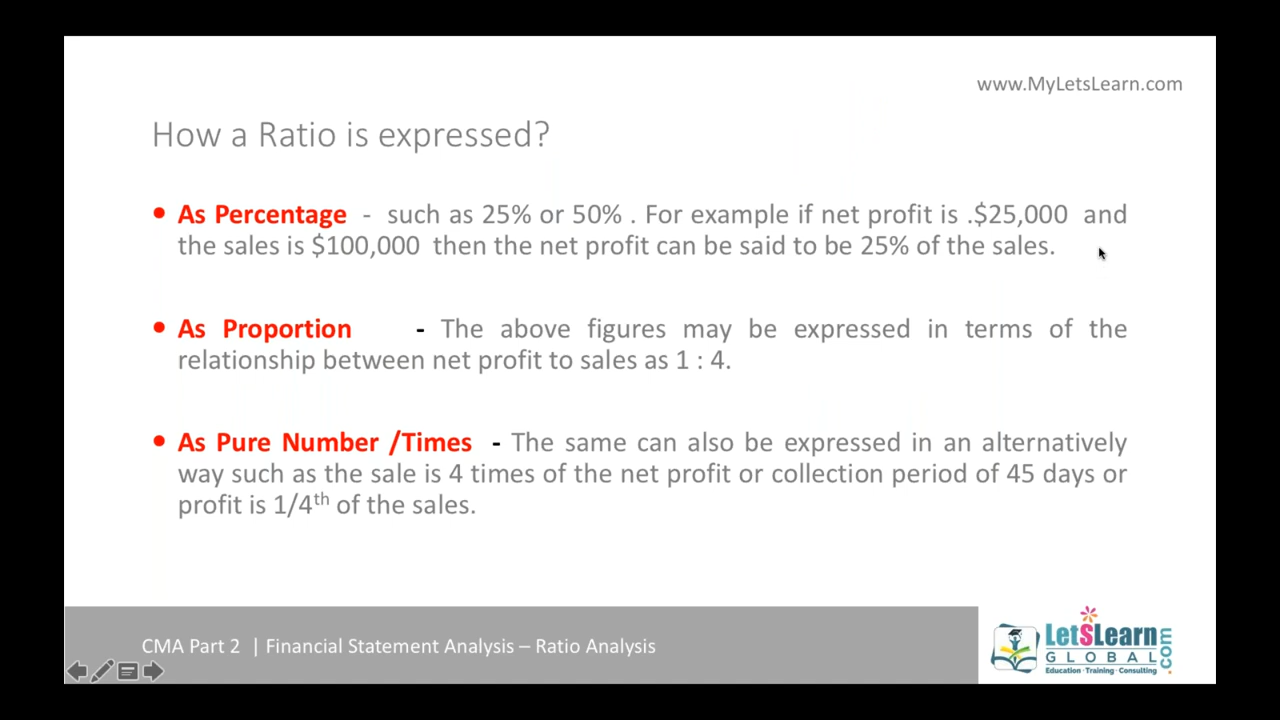 www.MyLetsLearn.com
How a Ratio is expressed?
• As Percentage - such as 25% or 50% . For example if net profit is .$25,000 and
the sales is $100,000 then the net profit can be said to be 25% of the sales.
• As Proportion - The above figures may be expressed in terms of the
relationship between net profit to sales as 1 : 4.
• As Pure Number /Times - The same can also be expressed in an alternatively
way such as the sale is 4 times of the net profit or collection period of 45 days or
profit is 1/4th of the sales.
CMA Part 2 | Financial Statement Analysis – Ratio Analysis
LetSLearn
GLOBAL
.com
Education · Training · Consulting